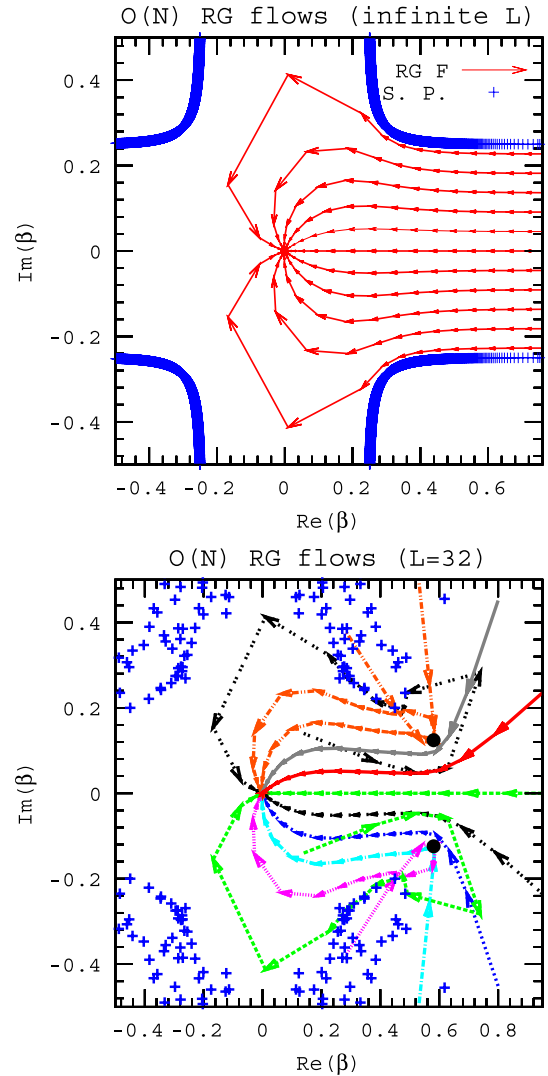 O(N) RG flows (infinite L)
RG F
S. P.
Im(β)
0.4
0.2
0
-0.2
-0.4
-0.4 -0.2 0 0.2 0.4 0.6
Re(β)
O(N) RG flows (L=32)
Im(β)
0.4
0.2
0
-0.2
-0.4
-0.4 -0.2 0 0.2 0.4 0.6 0.8
Re(β)